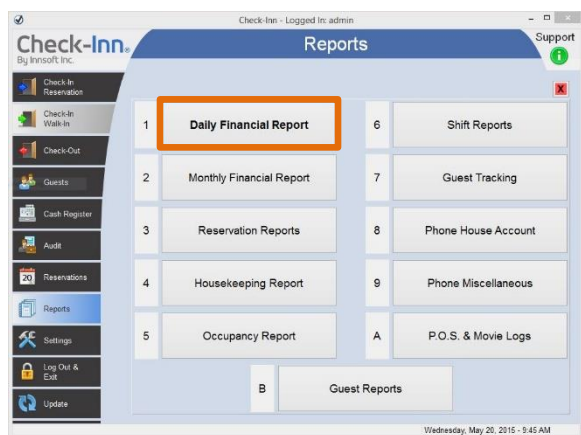 Check-Inn - Logged In: admin
Check-Inn®
By Innsoft Inc.
Reports
Support
i
X
Check-In
Reservation
Check-In
Walk-In
Check-Out
Guests
Cash Register
Audit
20
Reservations
Reports
Settings
Log Out &
Exit
Update
1 Daily Financial Report
2 Monthly Financial Report
3 Reservation Reports
4 Housekeeping Report
5 Occupancy Report
6 Shift Reports
7 Guest Tracking
8 Phone House Account
9 Phone Miscellaneous
A P.O.S. & Movie Logs
B Guest Reports
Wednesday, May 20, 2015 - 9:45 AM